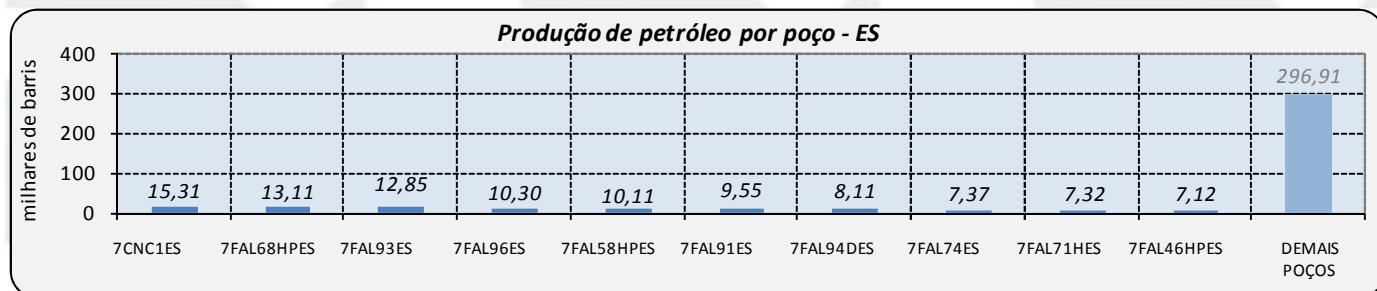 Produção de petróleo por poço - ES
milhares de barris
400
300
200
100
0
15,31 13,11 12,85 10,30 10,11 9,55 8,11 7,37 7,32 7,12 296,91
7CNC1ES 7FAL68HPES 7FAL93ES 7FAL96ES 7FAL58HPES 7FAL91ES 7FAL94DES 7FAL74ES 7FAL71HES 7FAL46HPES DEMAIS
POÇOS